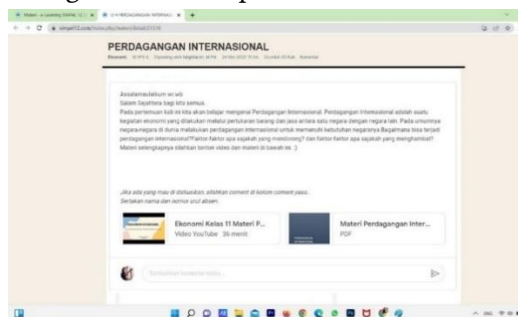 PERDAGANGAN INTERNASIONAL
Assalamualaikum wr.wb
Salam Sejahtera bagi kita semua.
Pada pertemuan kali ini kita akan belajar mengenai Perdagangan Internasional. Perdagangan Internasional adalah suatu
kegiatan ekonomi yang dilakukan melalui pertukaran barang dan jasa antara satu negara dengan negara lain. Pada umumnya
negara-negara di dunia melakukan perdagangan internasional untuk memenuhi kebutuhan negaranya Bagaimana bisa terjadi
perdagangan internasional?Faktor faktor apa sajakah yang mendorong? dan faktor-faktor apa sajakah yang menghambat?
Materi selengkapnya silahkan tonton video dan materi di bawah ini. :)
Jika ada yang mau di diskusikan, silahkan comment di kolom comment yaaa..
Sertakan nama dan nomor urut absen.
Ekonomi Kelas 11 Materi P...
Video YouTube 36 menit
Materi Perdagangan Inter...
PDF